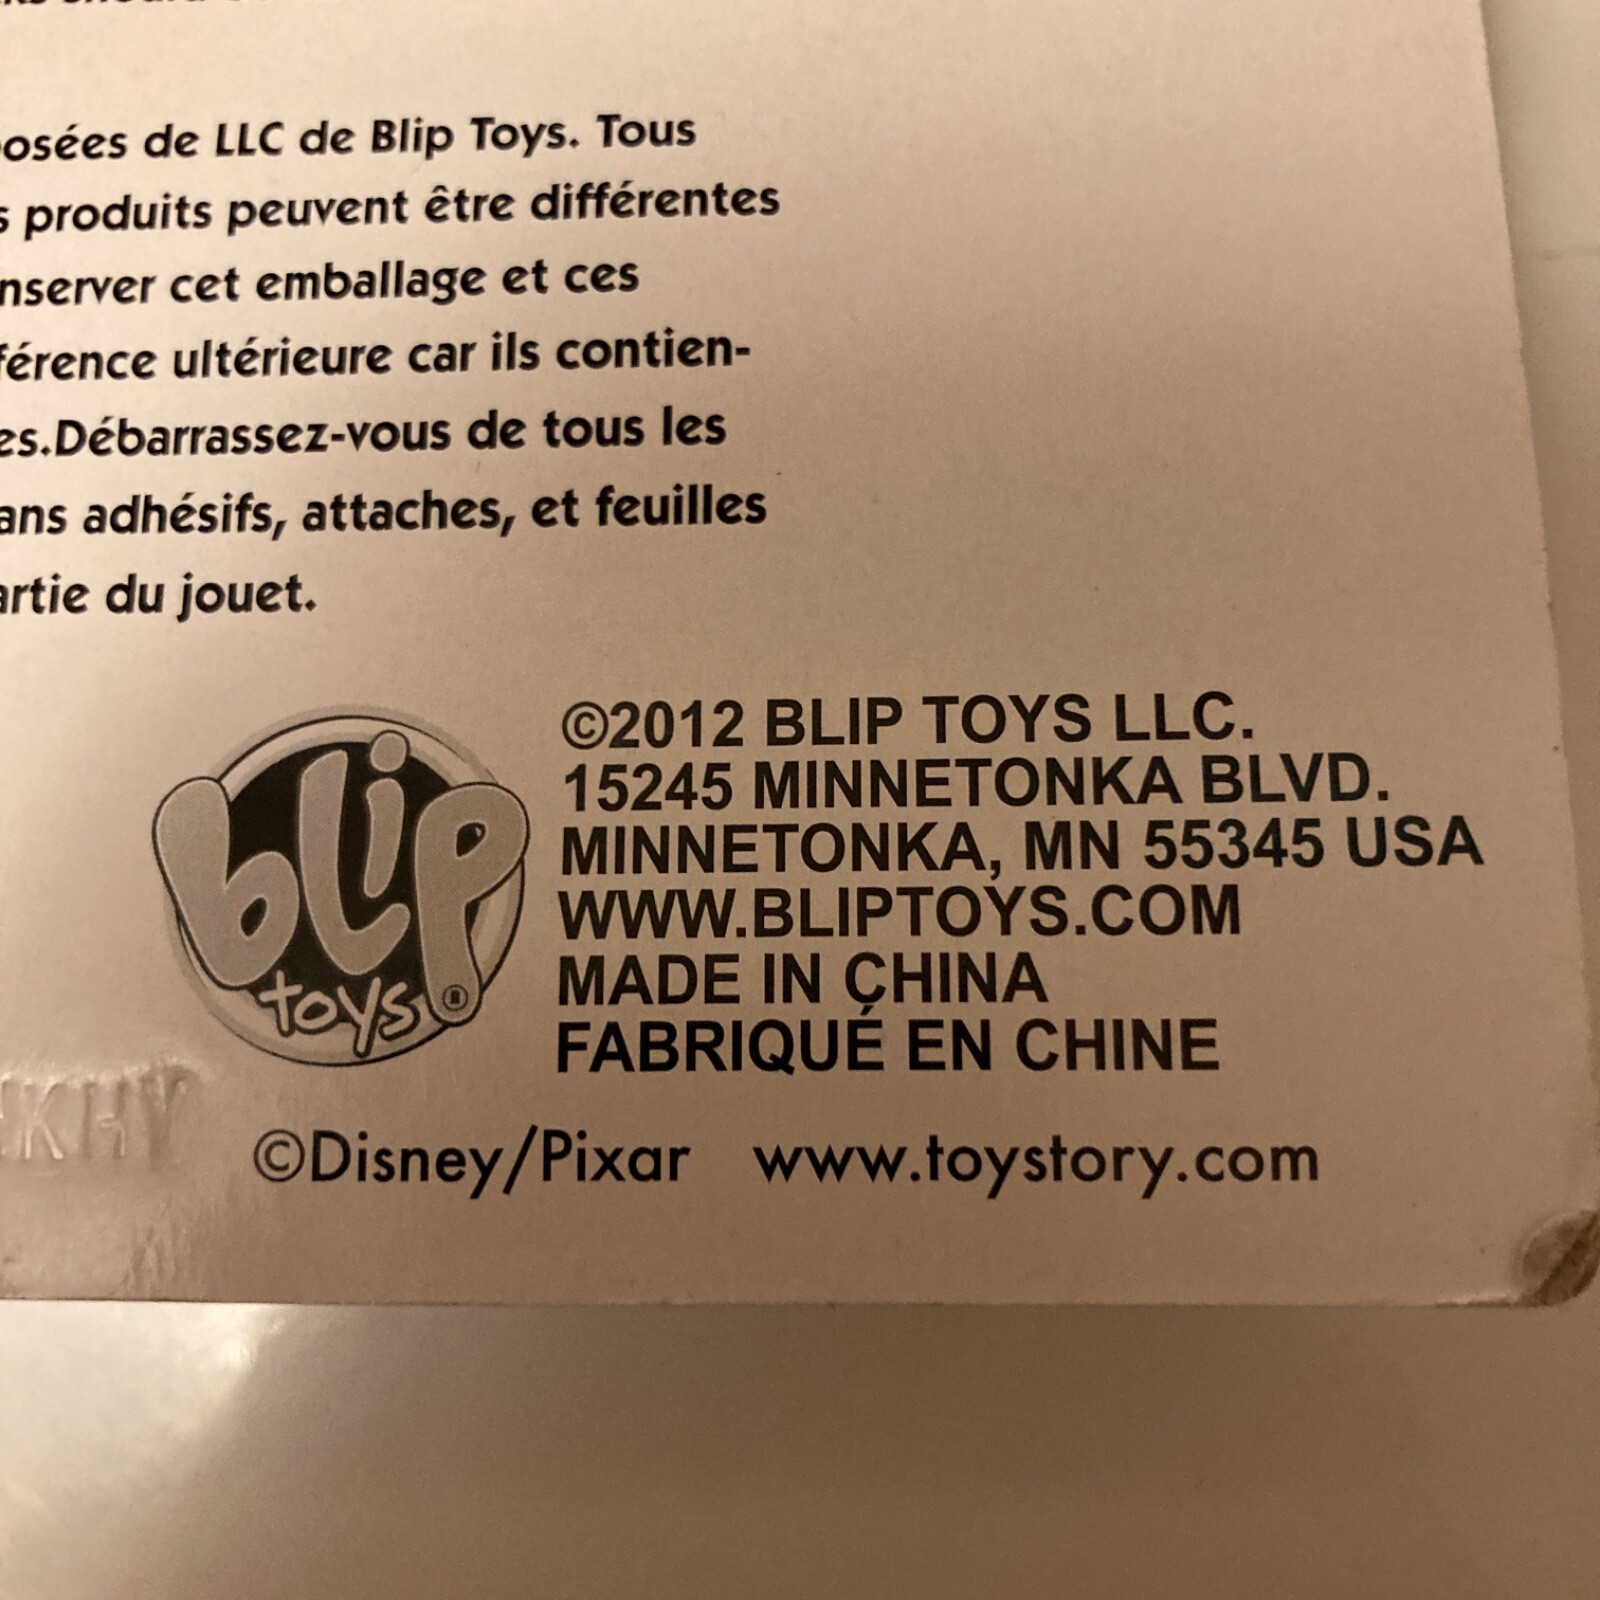 osées de LLC de Blip Toys. Tous
s produits peuvent être différentes
nserver cet emballage et ces
férence ultérieure car ils contien-
es.Débarrassez-vous de tous les
ans adhésifs, attaches, et feuilles
artie du jouet.
blip
toys®
©2012 BLIP TOYS LLC.
15245 MINNETONKA BLVD.
MINNETONKA, MN 55345 USA
WWW.BLIPTOYS.COM
MADE IN CHINA
FABRIQUÉ EN CHINE
KHY
©Disney/Pixar www.toystory.com